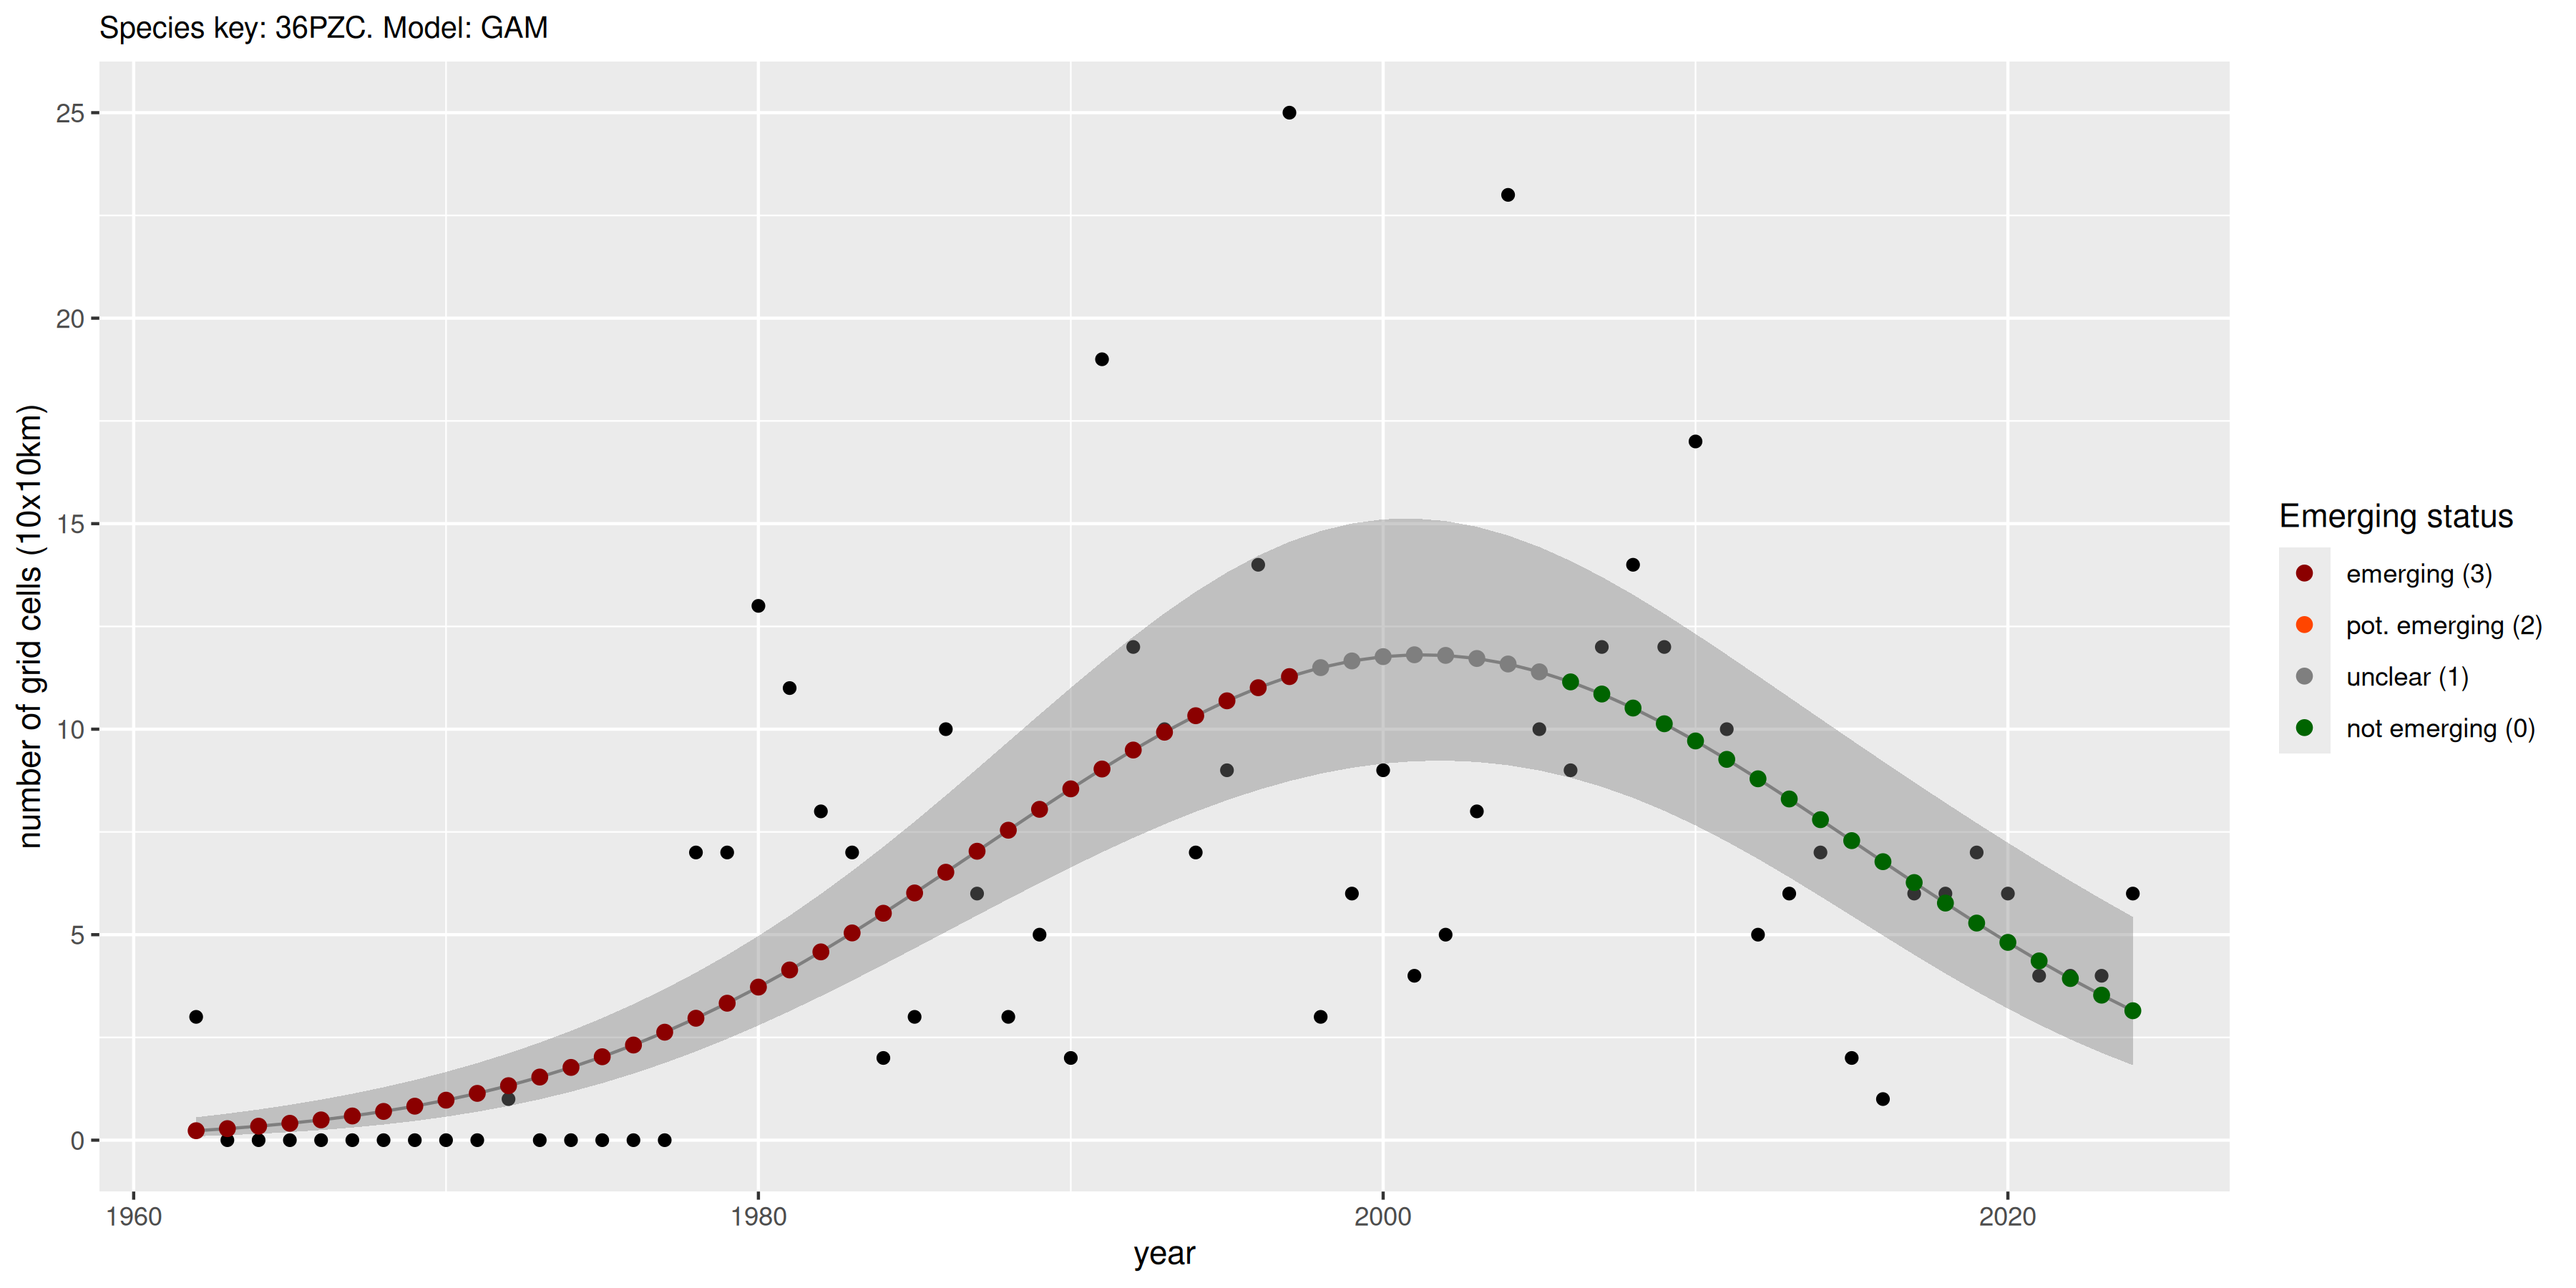 Species key: 36PZC. Model: GAM
number of grid cells (10x10km)
25
20
15
10
5
0
1960
1980
2000
2020
year
Emerging status
emerging (3)
pot. emerging (2)
unclear (1)
not emerging (0)